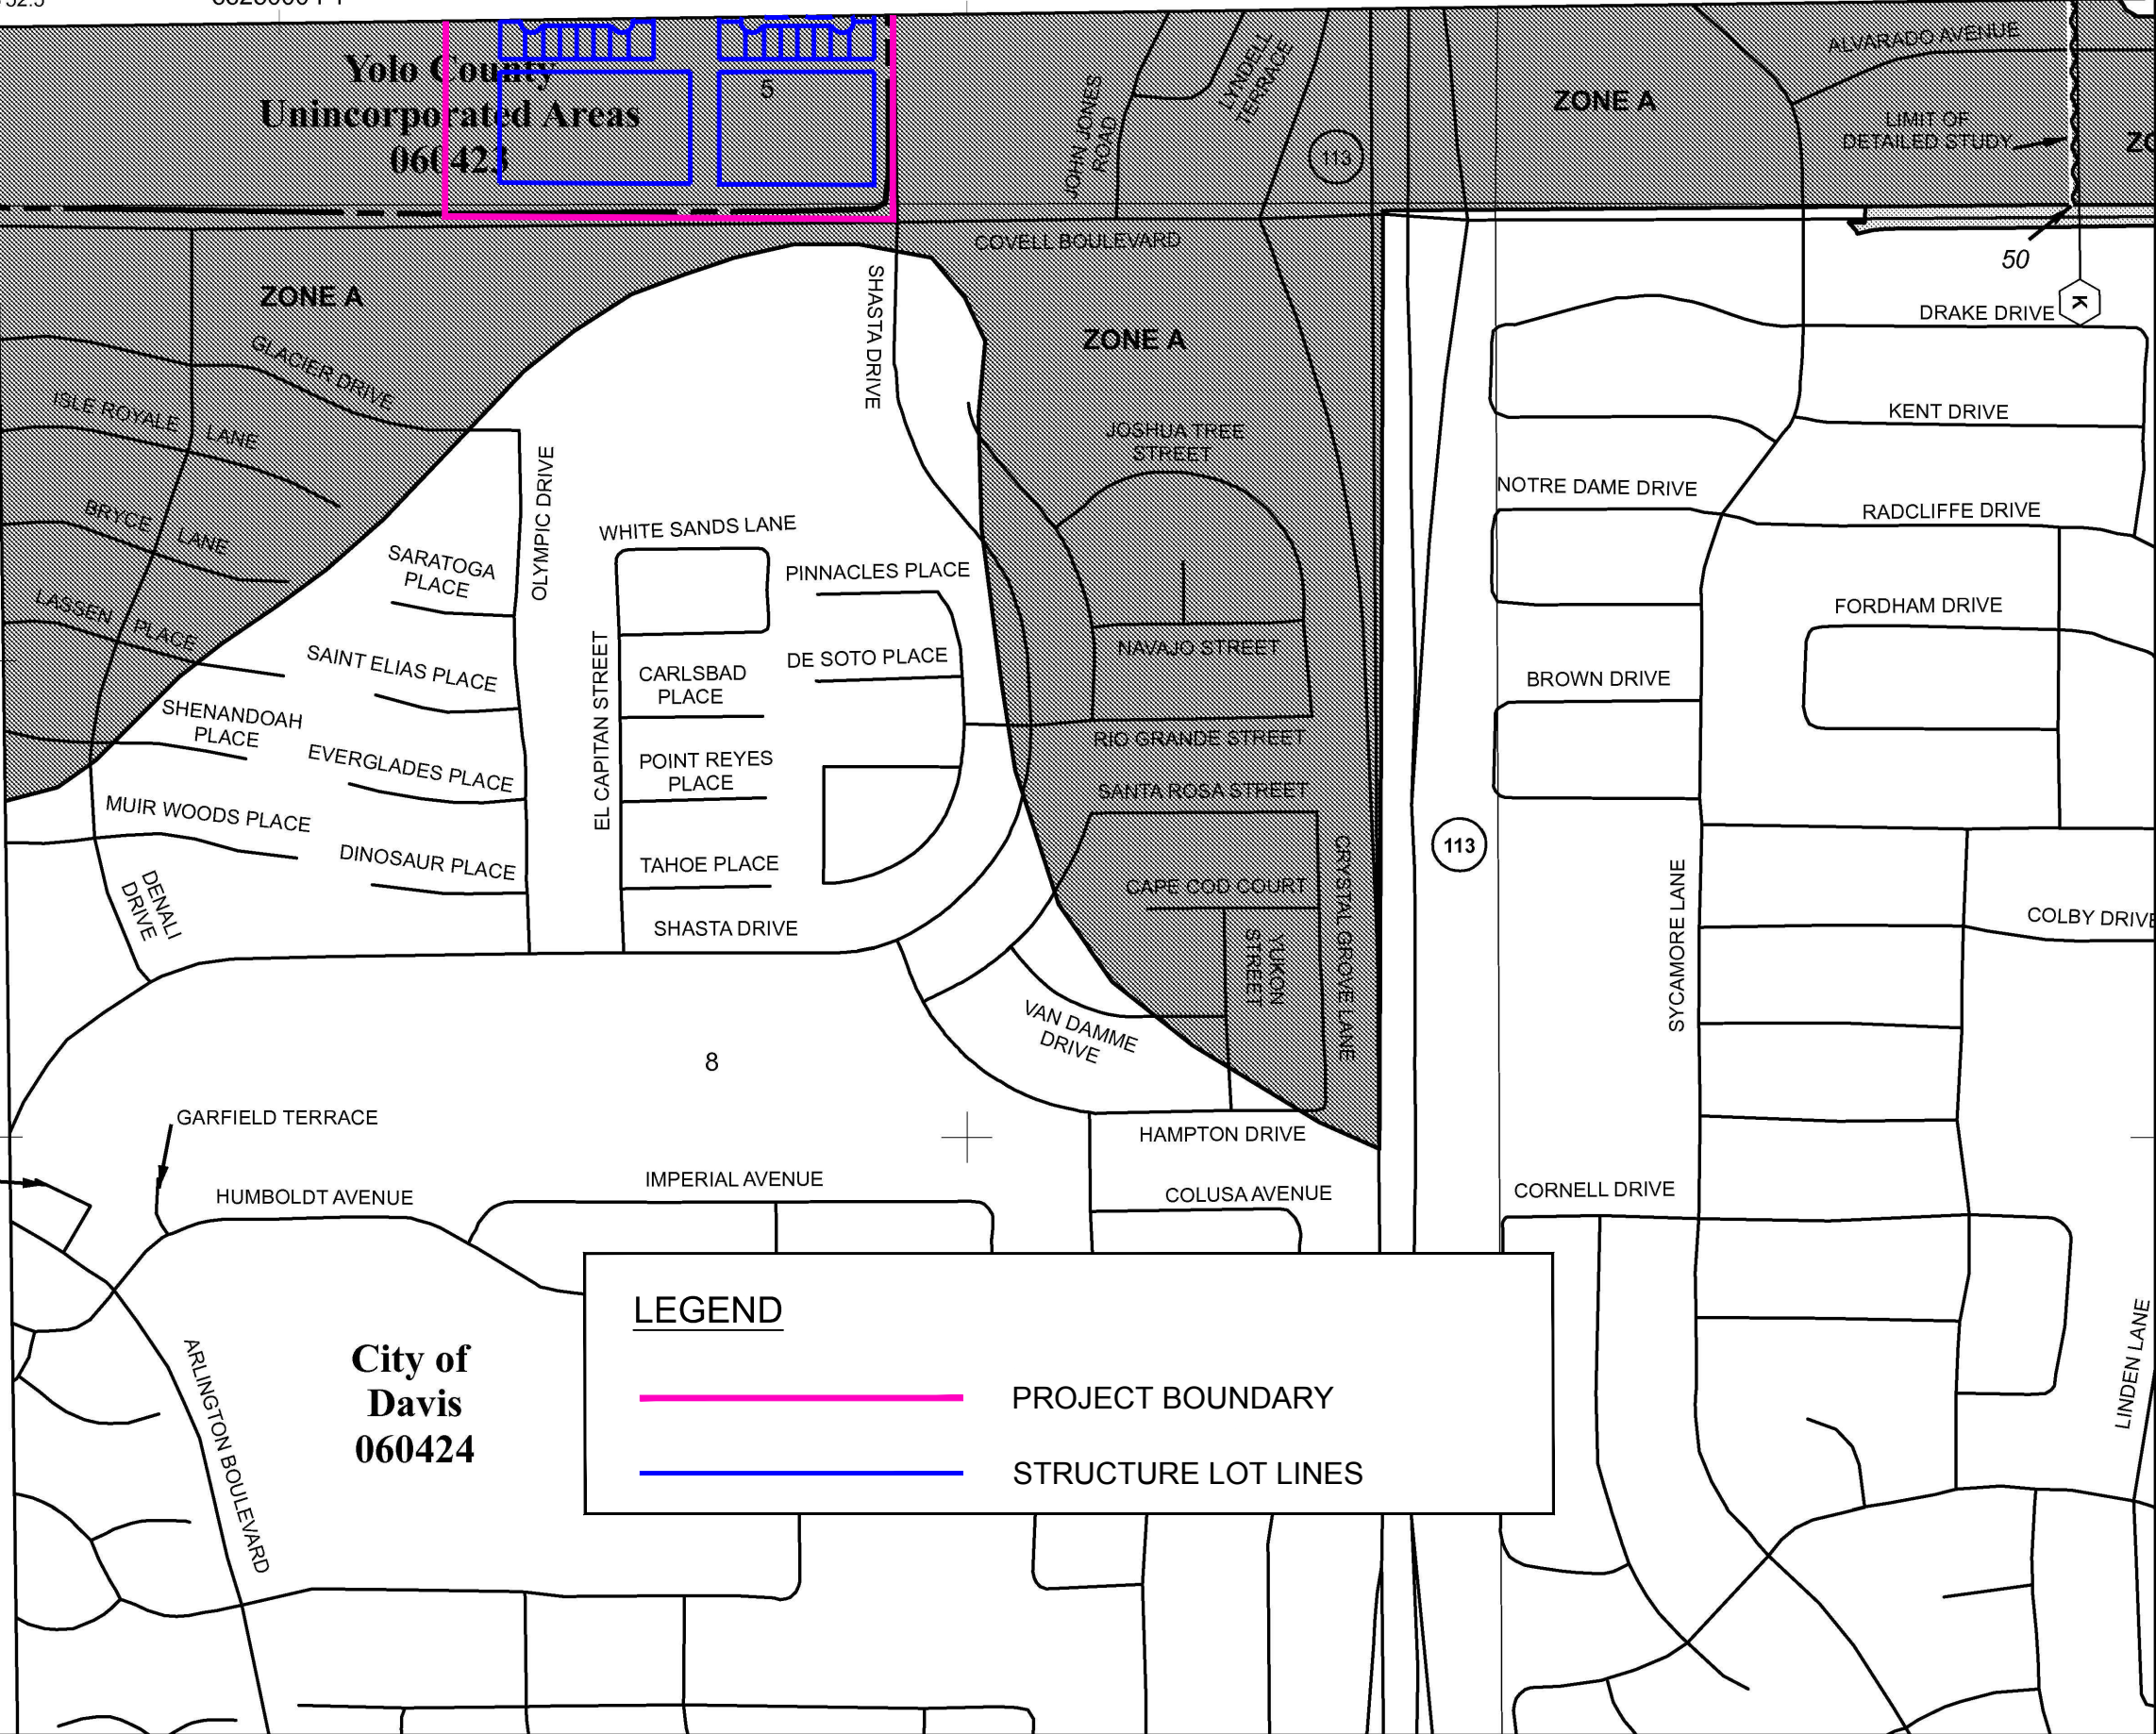 Yolo County
Unincorporated Areas
060423
5
JOHN JONES
ROAD
LYNDELL
TERRACE
113
ZONE A
ALVARADO AVENUE
LIMIT OF
DETAILED STUDY
COVELL BOULEVARD
50
K
ZONE A
SHASTA DRIVE
ZONE A
DRAKE DRIVE
GLACIER DRIVE
ISLE ROYALE LANE
KENT DRIVE
JOSHUA TREE
STREET
OLYMPIC DRIVE
NOTRE DAME DRIVE
RADCLIFFE DRIVE
BRYCE LANE
WHITE SANDS LANE
SARATOGA
PLACE
PINNACLES PLACE
LASSEN PLACE
FORDHAM DRIVE
SAINT ELIAS PLACE
EL CAPITAN STREET
CARLSBAD
PLACE
DE SOTO PLACE
NAVAJO STREET
BROWN DRIVE
SHENANDOAH
PLACE
EVERGLADES PLACE
POINT REYES
PLACE
RIO GRANDE STREET
SANTA ROSA STREET
MUIR WOODS PLACE
DINOSAUR PLACE
TAHOE PLACE
113
CAPE COD COURT
CRYSTAL GROVE LANE
SYCAMORE LANE
DENALI
DRIVE
SHASTA DRIVE
YUKON
STREET
COLBY DRIVE
VAN DAMME
DRIVE
8
GARFIELD TERRACE
HAMPTON DRIVE
HUMBOLDT AVENUE
IMPERIAL AVENUE
COLUSA AVENUE
CORNELL DRIVE
LEGEND
PROJECT BOUNDARY
STRUCTURE LOT LINES
City of
Davis
060424
ARLINGTON BOULEVARD
LINDEN LANE